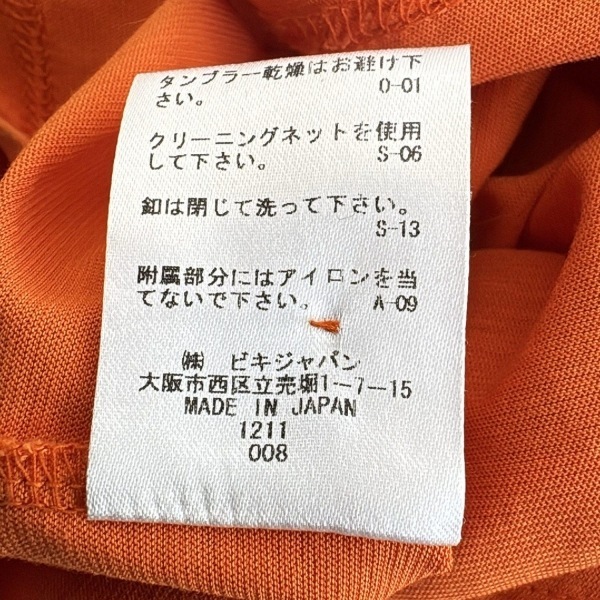 タンブラー乾燥はお避け下
さい。 O-01
クリーニングネットを使用
して下さい。 S-06
釦は閉じて洗って下さい。
S-13
附属部分にはアイロンを当
てないで下さい。 A-09
㈱ ビキジャパン
大阪市西区立売堀1-7-15
MADE IN JAPAN
1211
008